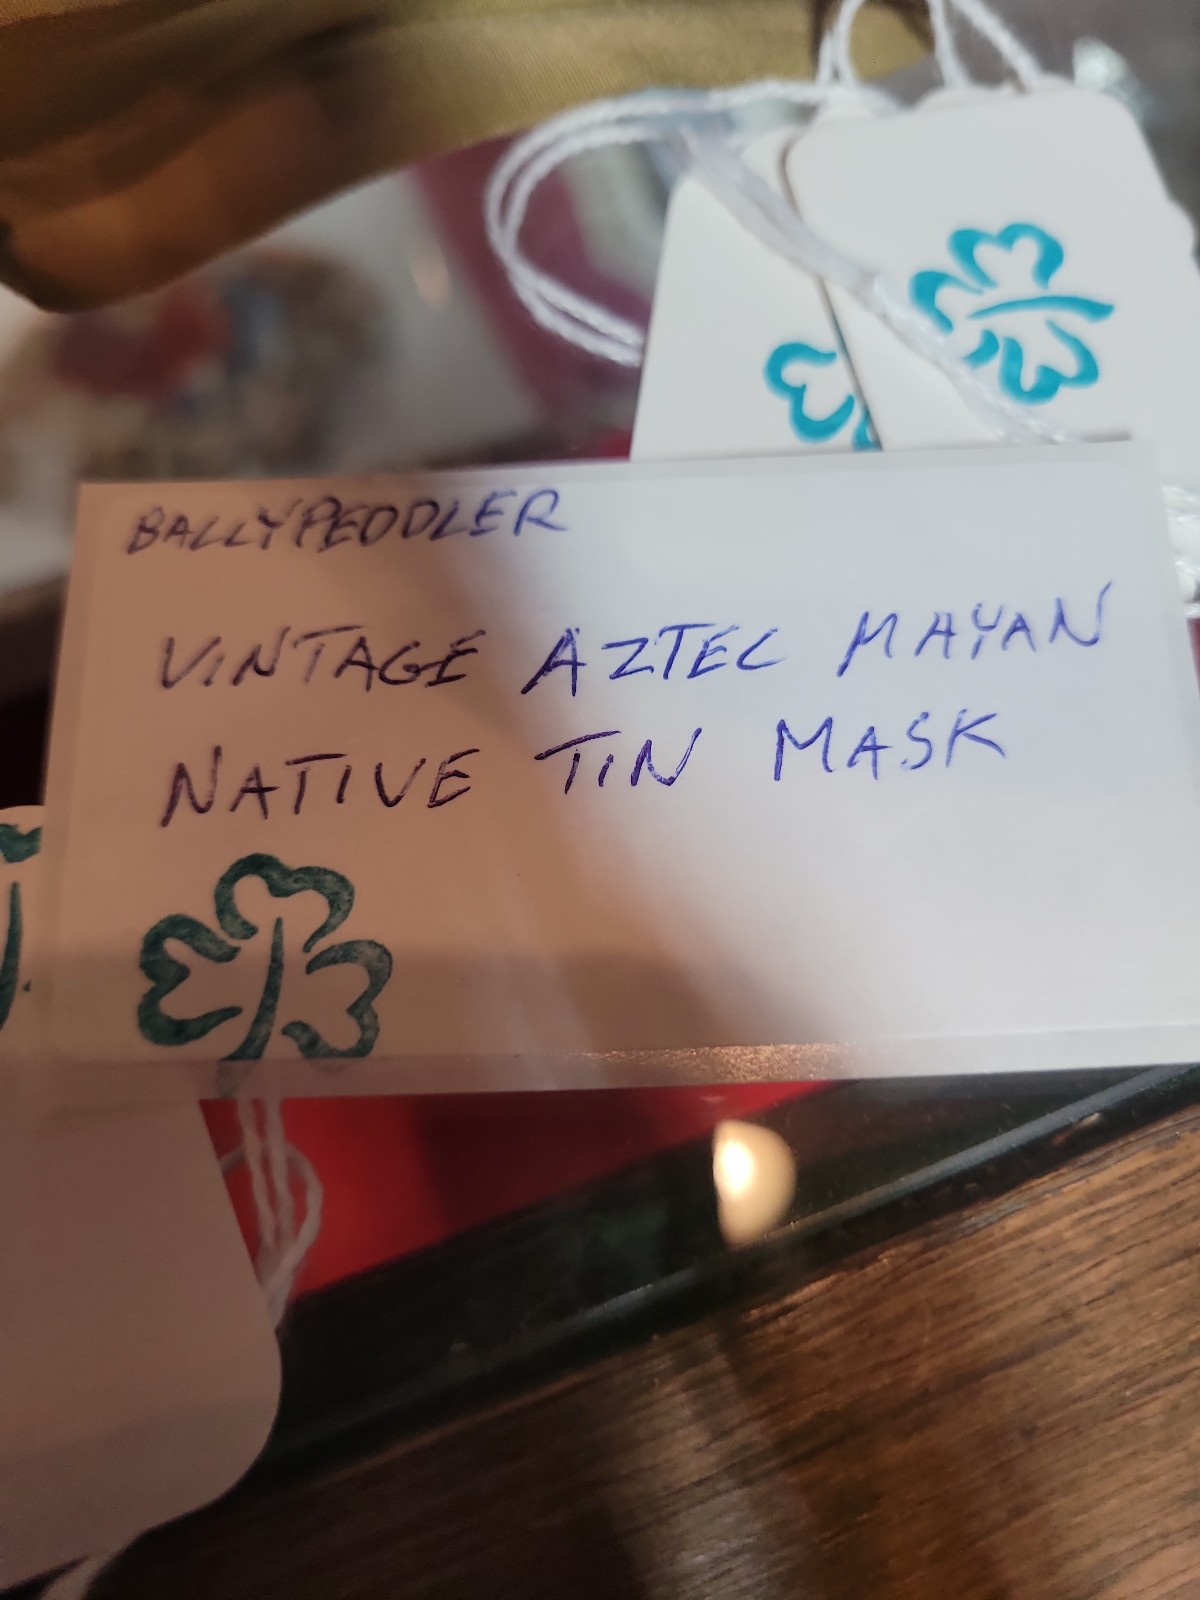 BALLYPEDDLER
VINTAGE AZTEC MAYAN
NATIVE TIN MASK